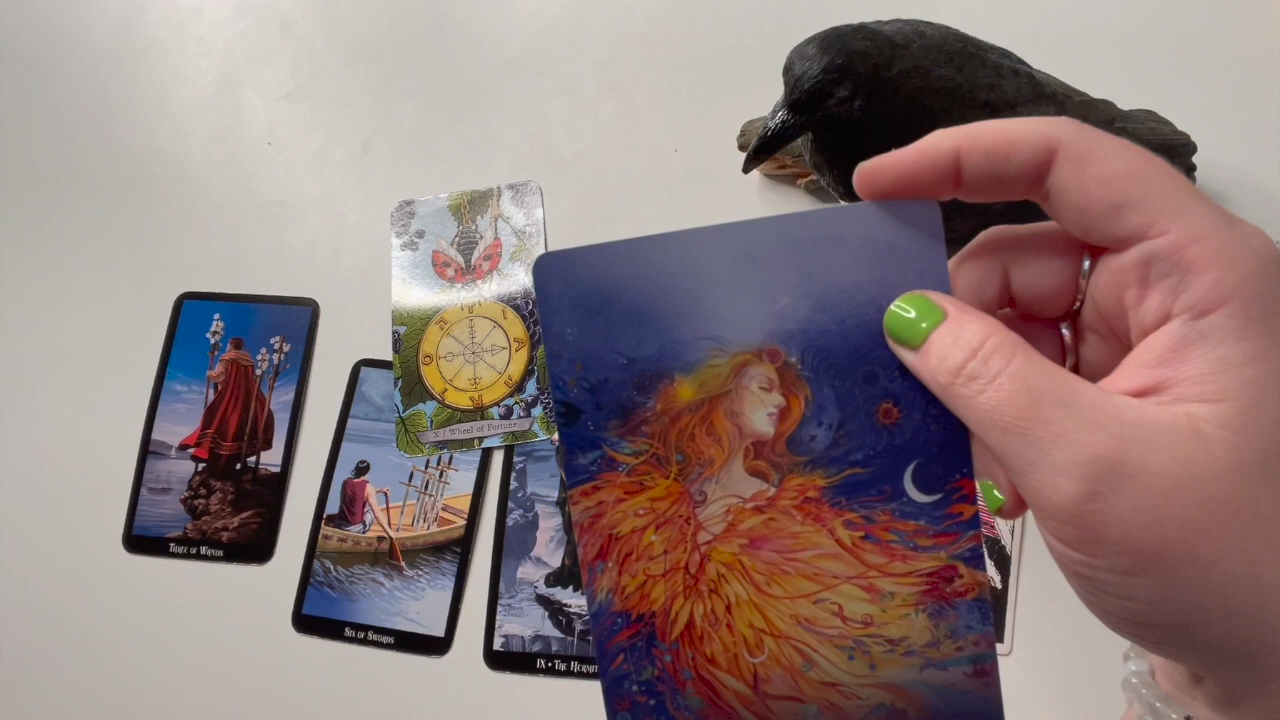 X / Wheel of Fortune
Three of Wands
Six of Swords
IX • The Hermit